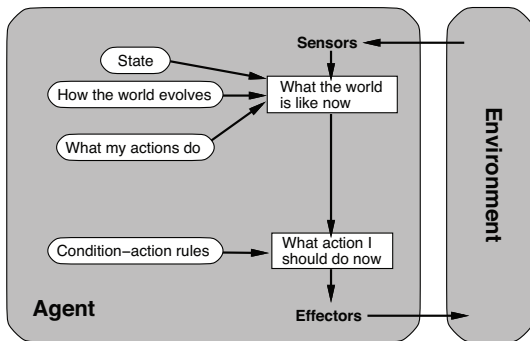 Sensors
State
What the world
is like now
How the world evolves
What my actions do
Environment
Condition−action rules
What action I
should do now
Agent
Effectors